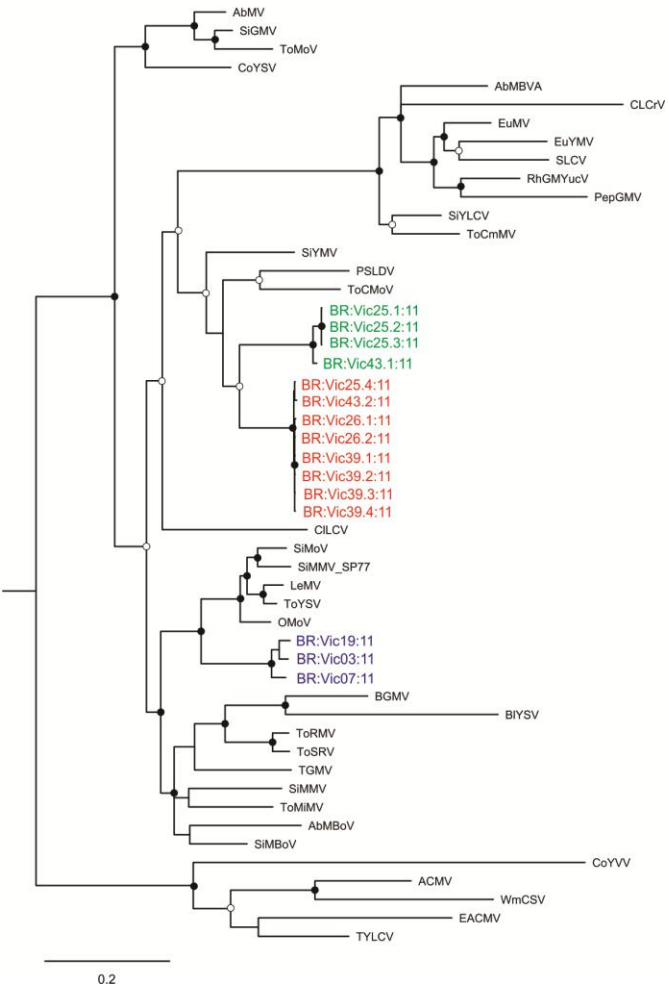 AbMV
SiGMV
ToMoV
CoYSV
AbMBVA
CLCrV
EuMV
EuYMV
SLCV
RhGMYucV
PepGMV
SiYLCV
ToCmMV
SiYMV
PSLDV
ToCMoV
BR:Vic25.1:11
BR:Vic25.2:11
BR:Vic25.3:11
BR:Vic43.1:11
BR:Vic25.4:11
BR:Vic43.2:11
BR:Vic26.1:11
BR:Vic26.2:11
BR:Vic39.1:11
BR:Vic39.2:11
BR:Vic39.3:11
BR:Vic39.4:11
ClLCV
SiMoV
SiMMV_SP77
LeMV
ToYSV
OMoV
BR:Vic19:11
BR:Vic03:11
BR:Vic07:11
BGMV
BlYSV
ToRMV
ToSRV
TGMV
SiMMV
ToMiMV
AbMBoV
SiMBoV
CoYVV
ACMV
WmCSV
EACMV
TYLCV
0.2